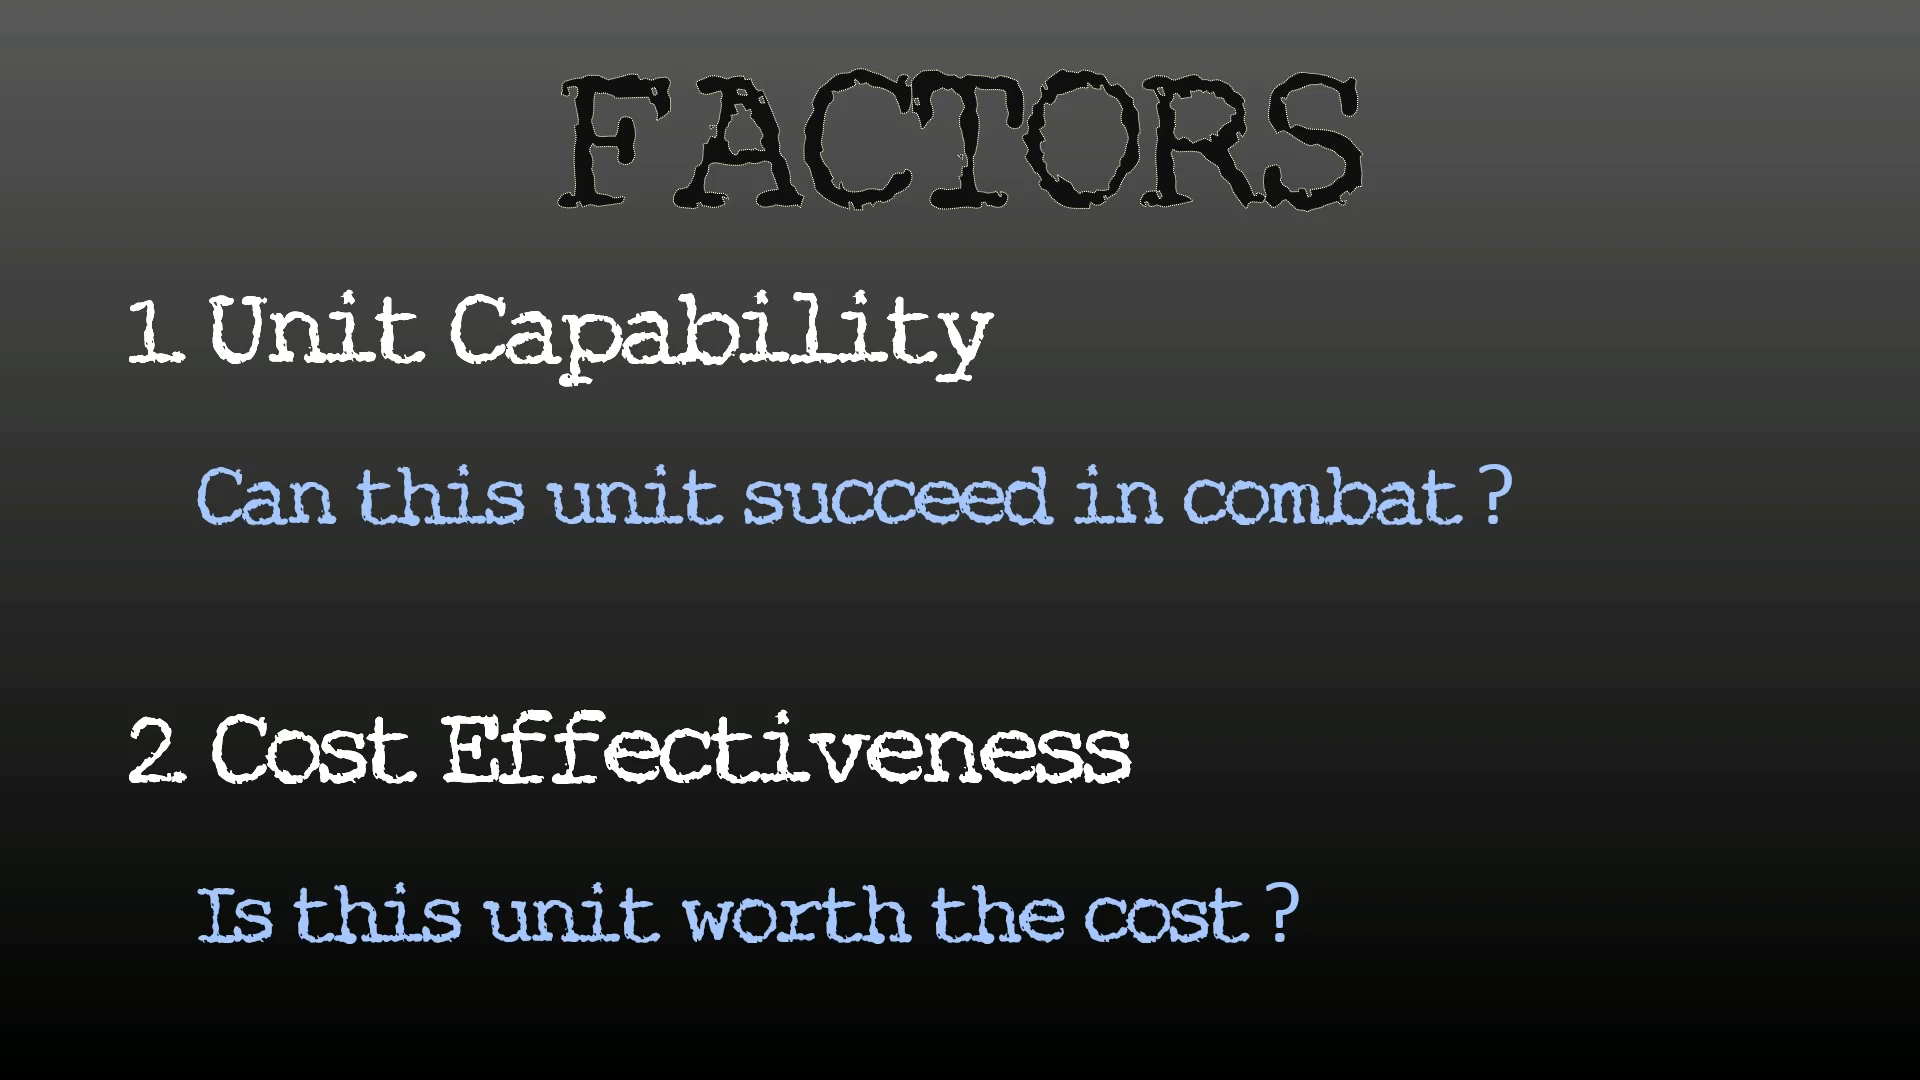 FACTORS
1 Unit Capability
Can this unit succeed in combat ?
2 Cost Effectiveness
Is this unit worth the cost ?